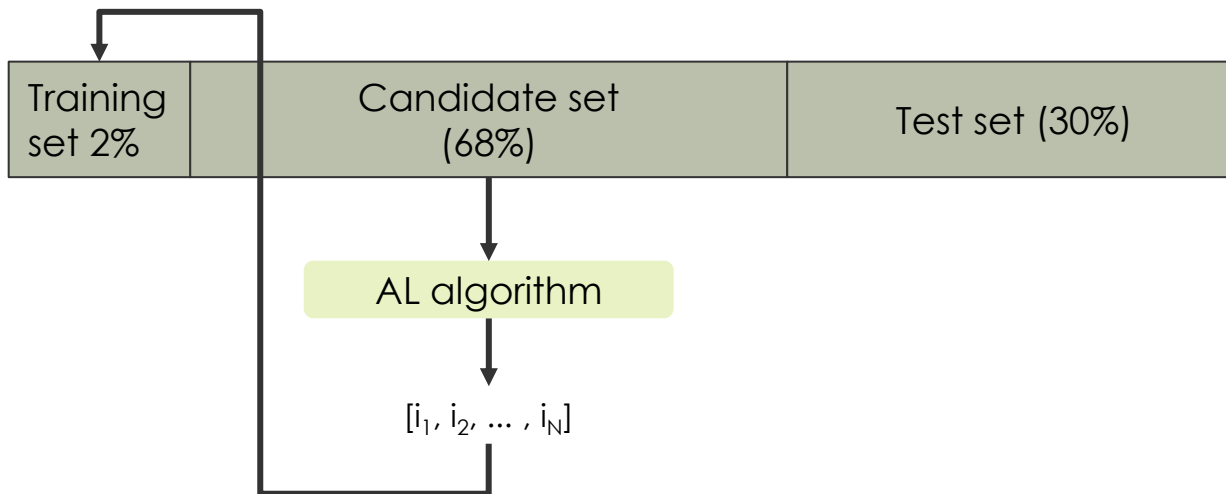 Training
set 2%
Candidate set
(68%)
Test set (30%)
AL algorithm
[i₁, i₂, ... , iN]